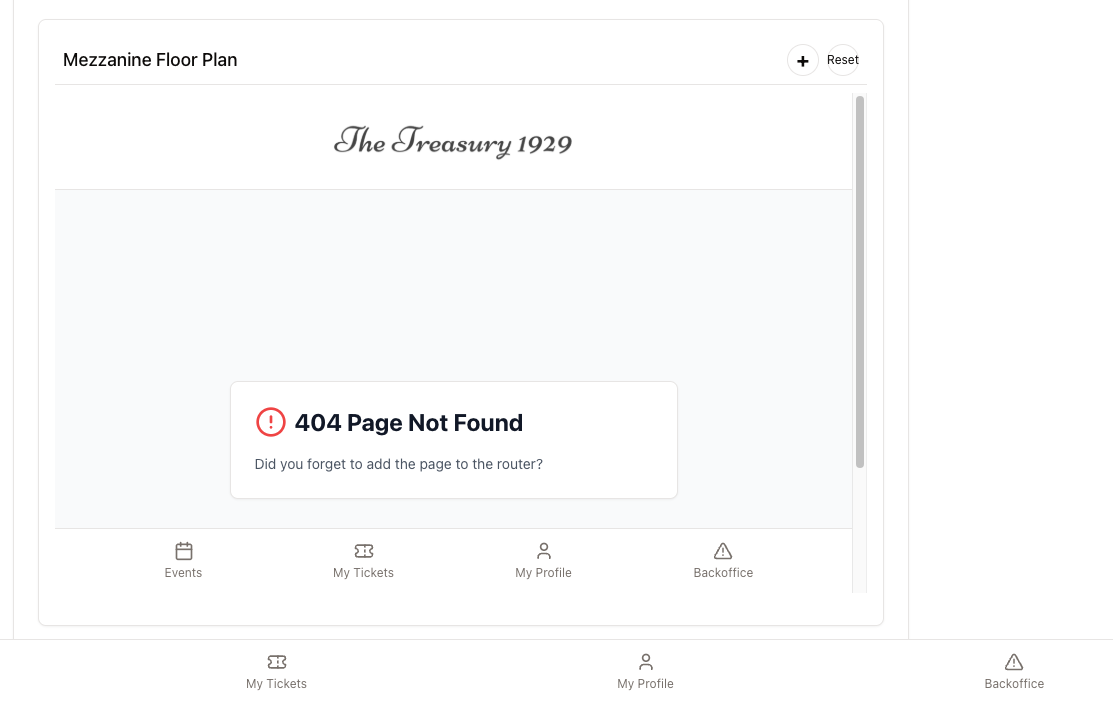 Mezzanine Floor Plan
+ Reset
The Treasury 1929
404 Page Not Found
Did you forget to add the page to the router?
Events My Tickets My Profile Backoffice
My Tickets My Profile Backoffice